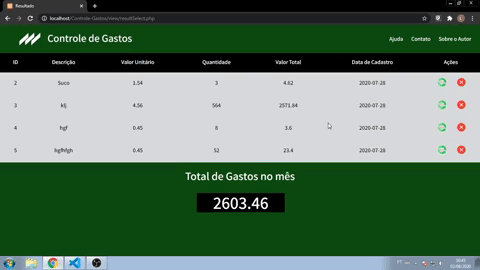 Resultado
localhost/Controle-Gastos/view/resultSelect.php
Controle de Gastos
Ajuda Contato Sobre o Autor
ID Descrição Valor Unitário Quantidade Valor Total Data de Cadastro Ações
2 Suco 1.54 3 4.62 2020-07-28
3 klj 4.56 564 2571.84 2020-07-28
4 hgf 0.45 8 3.6 2020-07-28
5 hgfhfgh 0.45 52 23.4 2020-07-28
Total de Gastos no mês
2603.46
PT